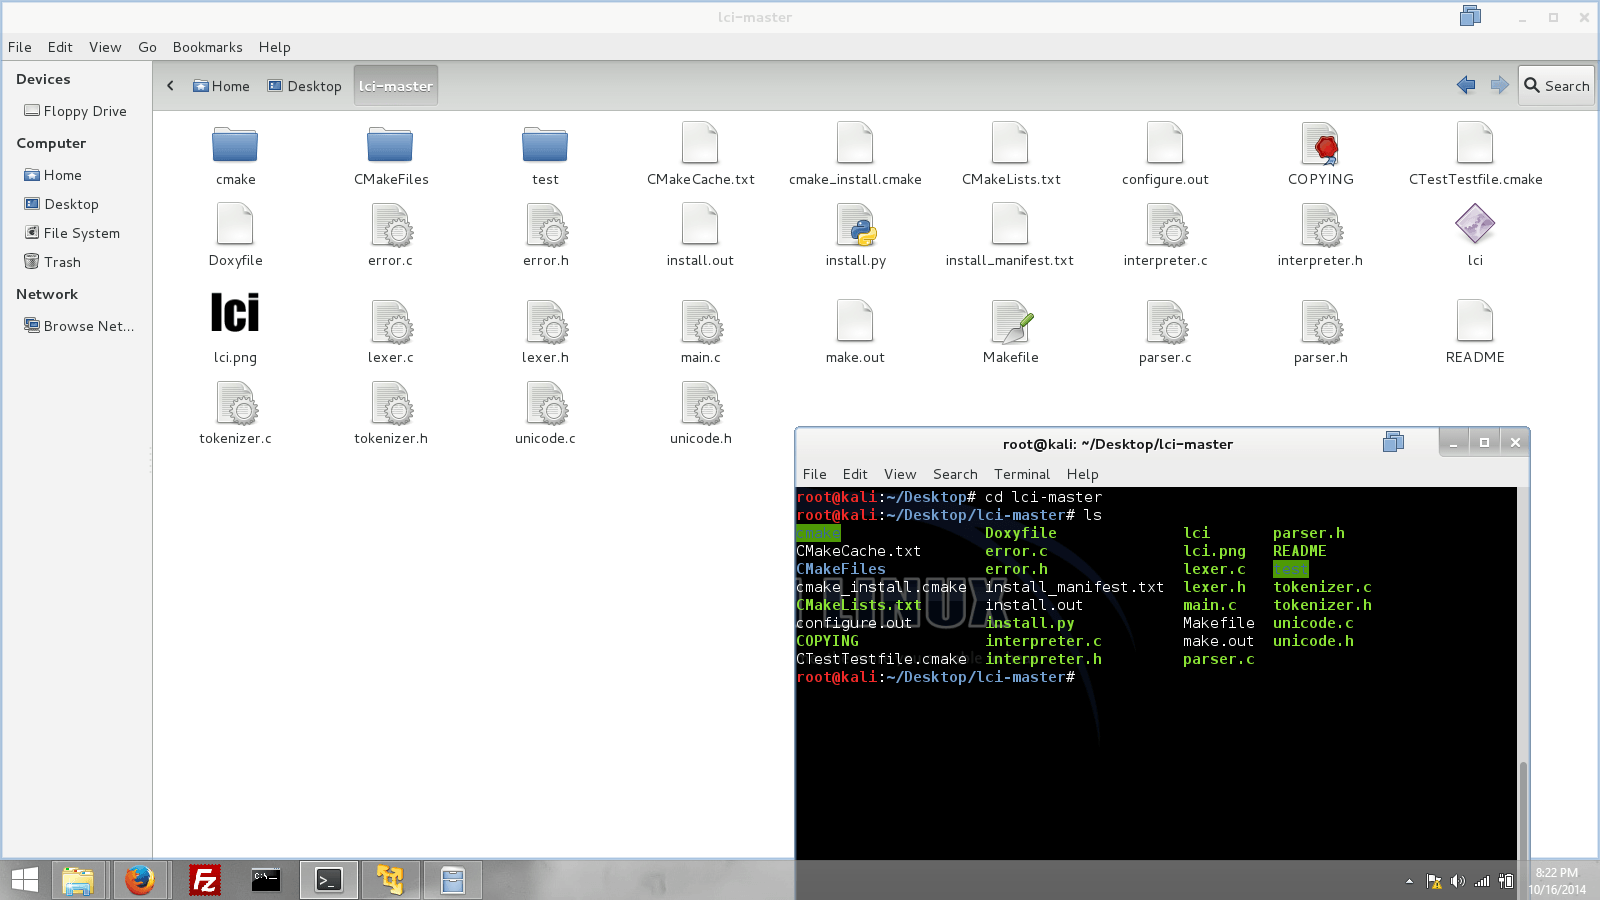 lci-master
File Edit View Go Bookmarks Help
Devices
Floppy Drive
Computer
Home
Desktop
File System
Trash
Network
Browse Net...
Home Desktop lci-master Search
cmake CMakeFiles test CMakeCache.txt cmake_install.cmake CMakeLists.txt configure.out COPYING CTestTestfile.cmake
Doxyfile error.c error.h install.out install.py install_manifest.txt interpreter.c interpreter.h lci
lci
lci.png lexer.c lexer.h main.c make.out Makefile parser.c parser.h README
tokenizer.c tokenizer.h unicode.c unicode.h
root@kali: ~/Desktop/lci-master
File Edit View Search Terminal Help
root@kali:~/Desktop# cd lci-master
root@kali:~/Desktop/lci-master# ls
cmake Doxyfile lci parser.h
CMakeCache.txt error.c lci.png README
CMakeFiles error.h lexer.c test
cmake_install.cmake install_manifest.txt lexer.h tokenizer.c
CMakeLists.txt install.out main.c tokenizer.h
configure.out install.py Makefile unicode.c
COPYING interpreter.c make.out unicode.h
CTestTestfile.cmake interpreter.h parser.c
root@kali:~/Desktop/lci-master#
LINUX
Fz
C:\.
>_
8:22 PM
10/16/2014